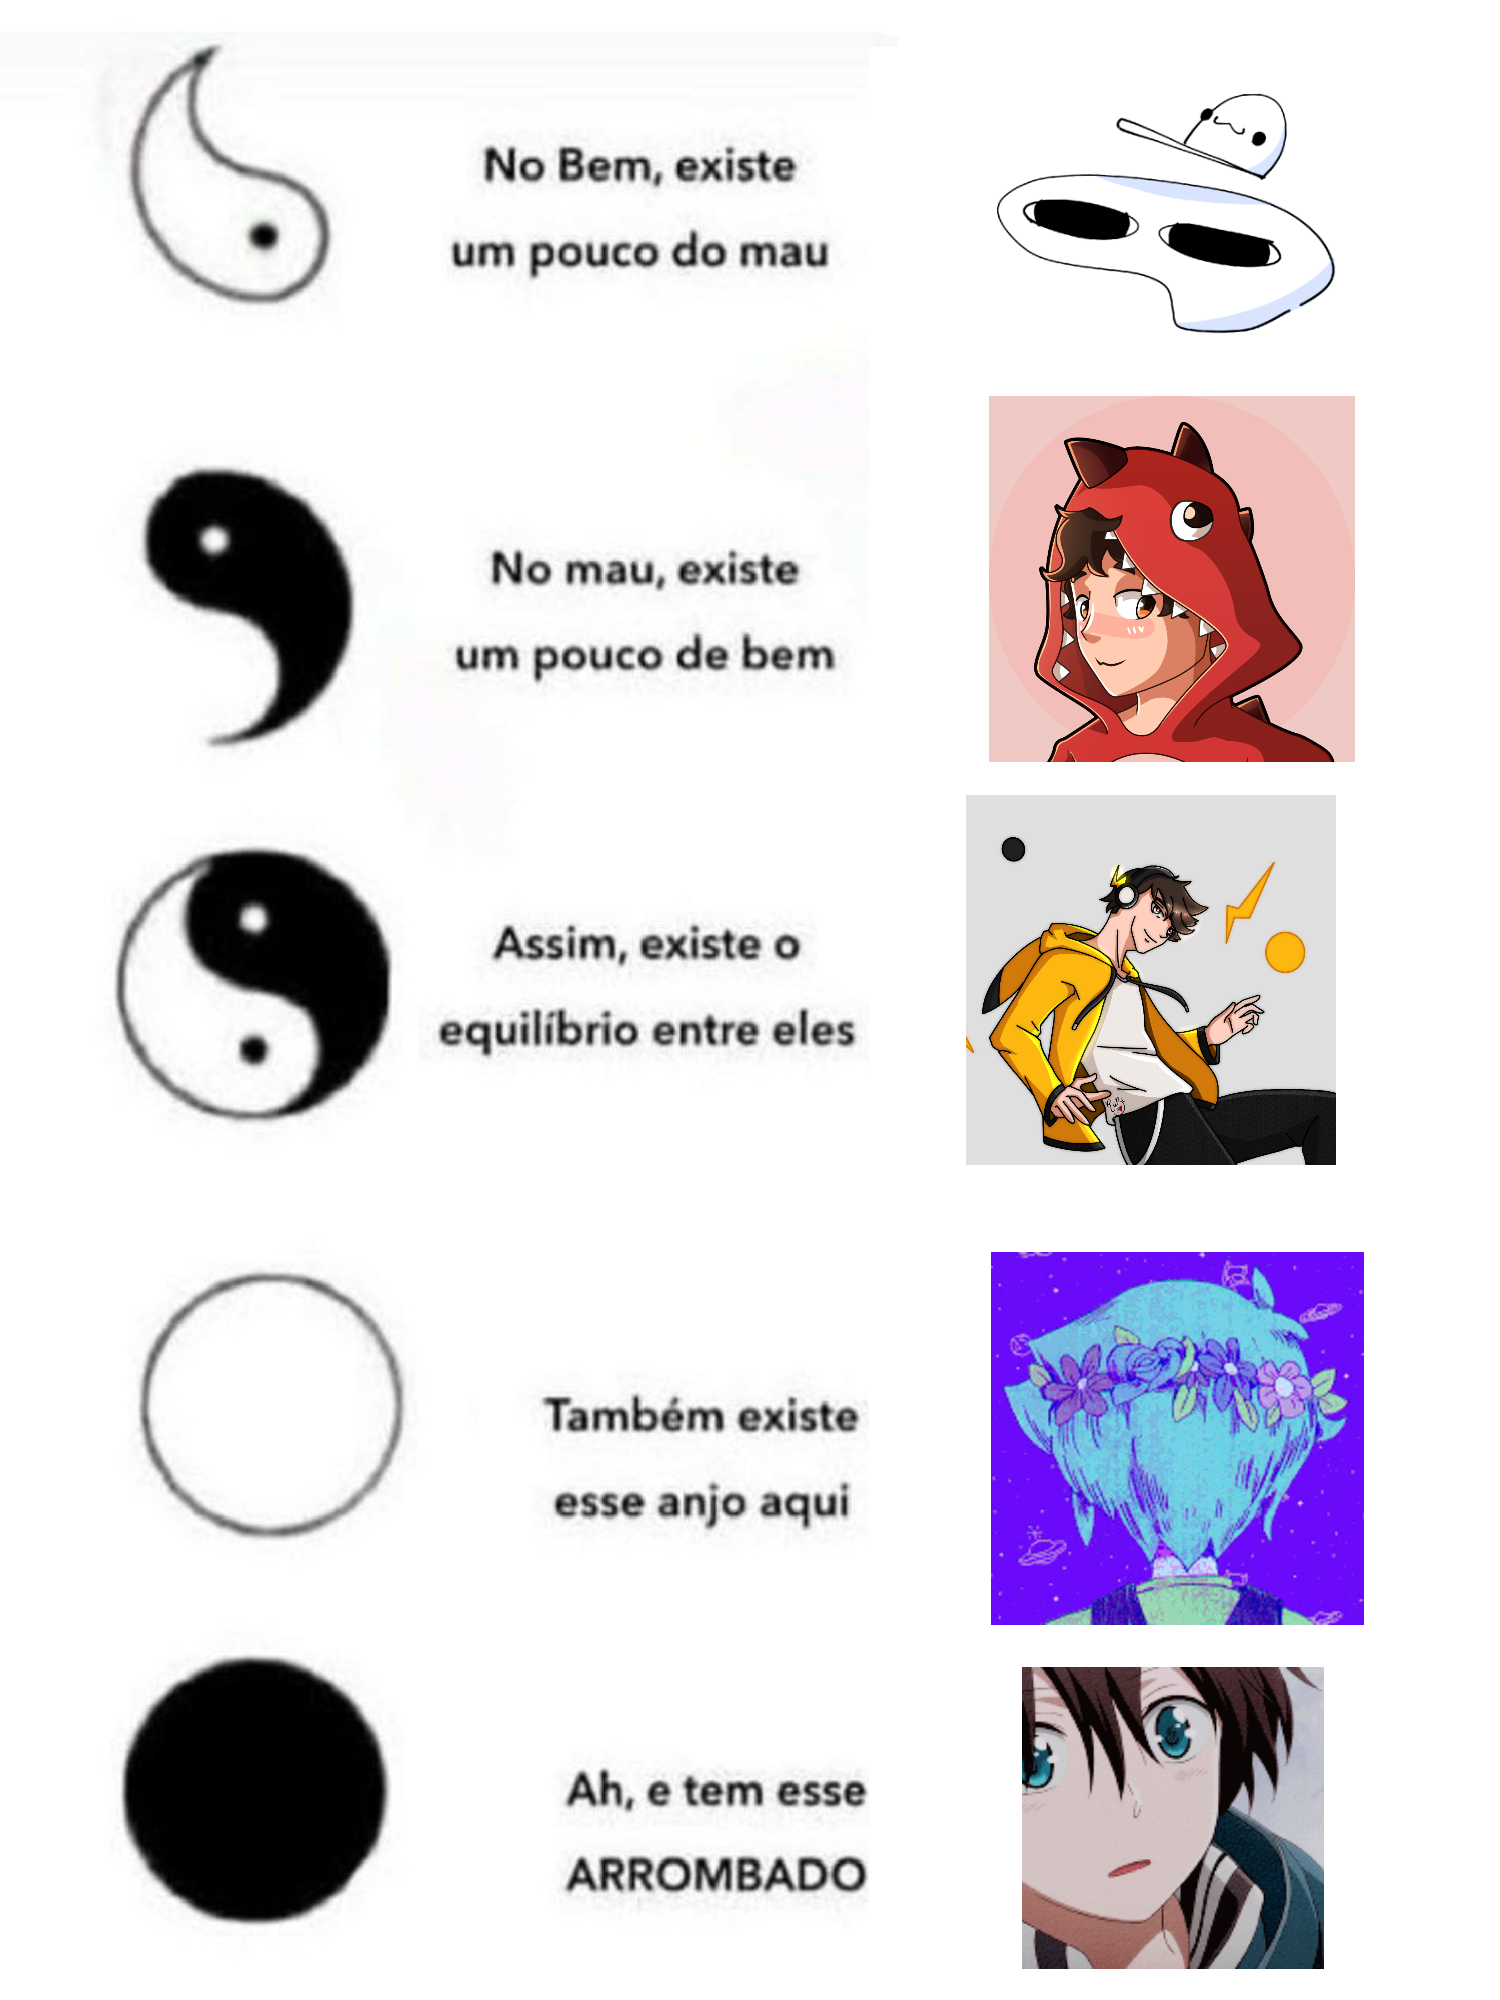 No Bem, existe
um pouco do mau
No mau, existe
um pouco de bem
Assim, existe o
equilíbrio entre eles
Também existe
esse anjo aqui
Ah, e tem esse
ARROMBADO